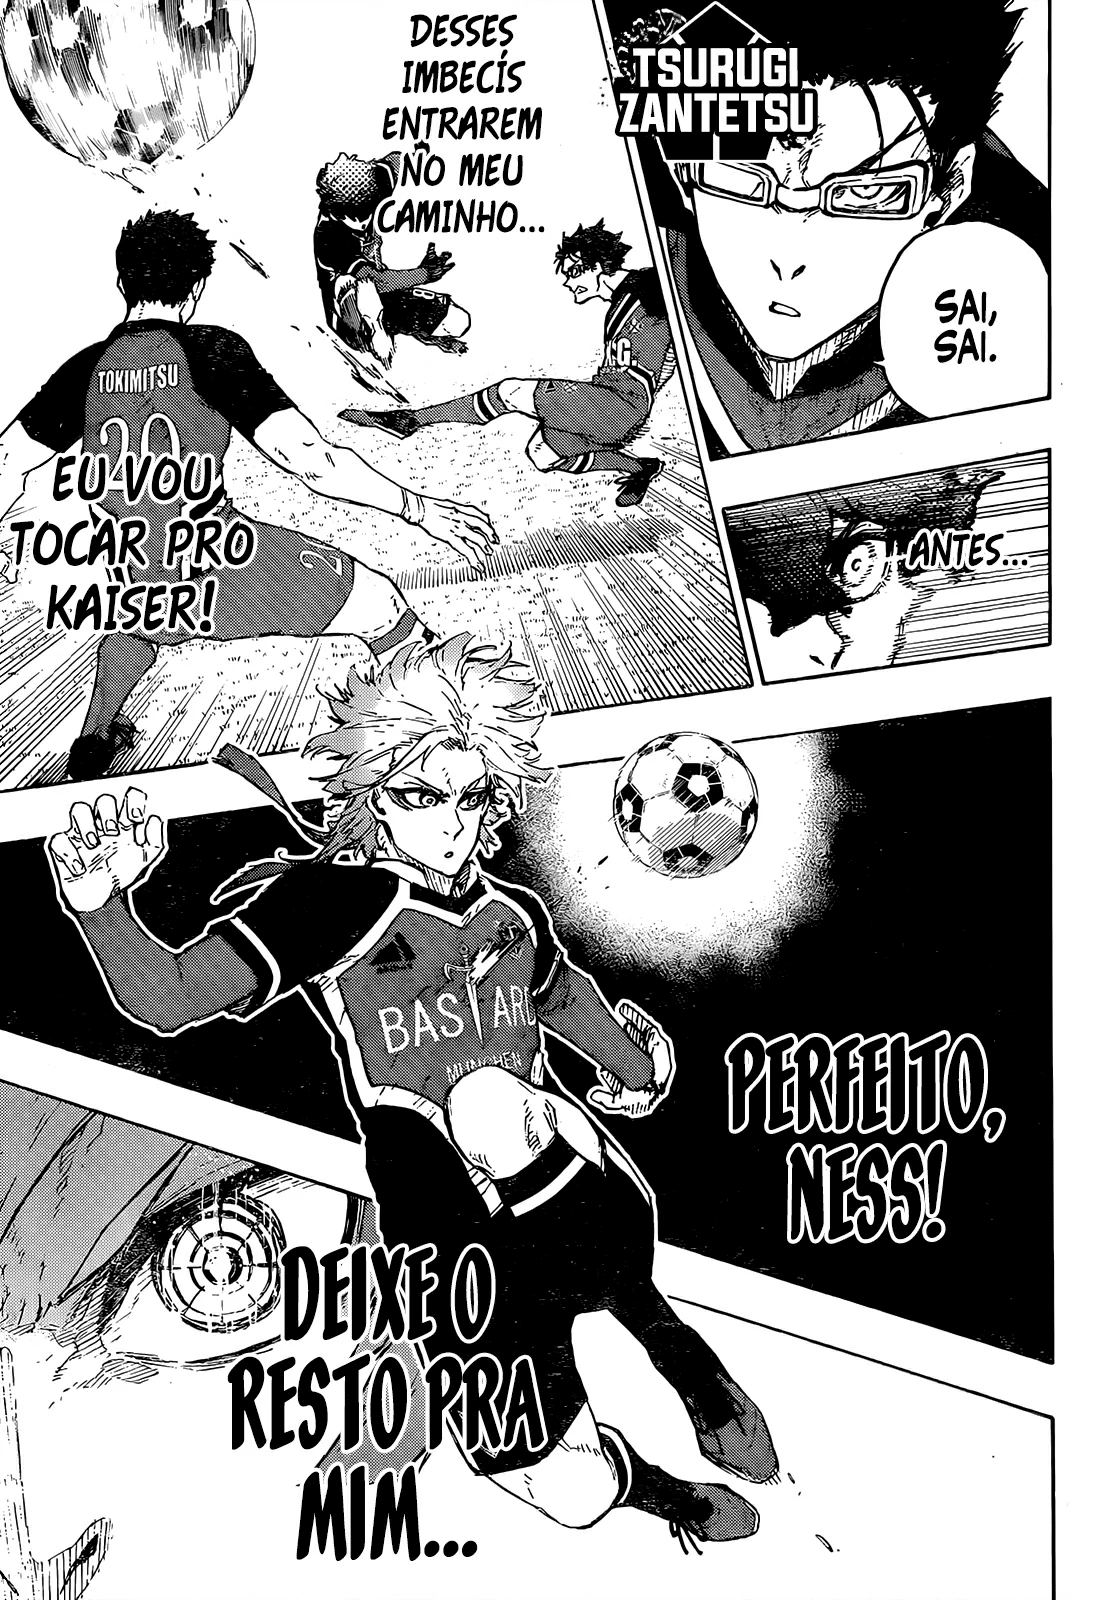 TSURUGI
ZANTETSU
SAI,
SAI.
ANTES...
DESSES
IMBECÍS
ENTRAREM
NO MEU
CAMINHO...
.G.
TOKIMITSU
20
2
EU VOU
TOCAR PRO
KAISER!
BASTARD
MÜNCHEN
PERFEITO,
NESS!
DEIXE O
RESTO PRA
MIM...